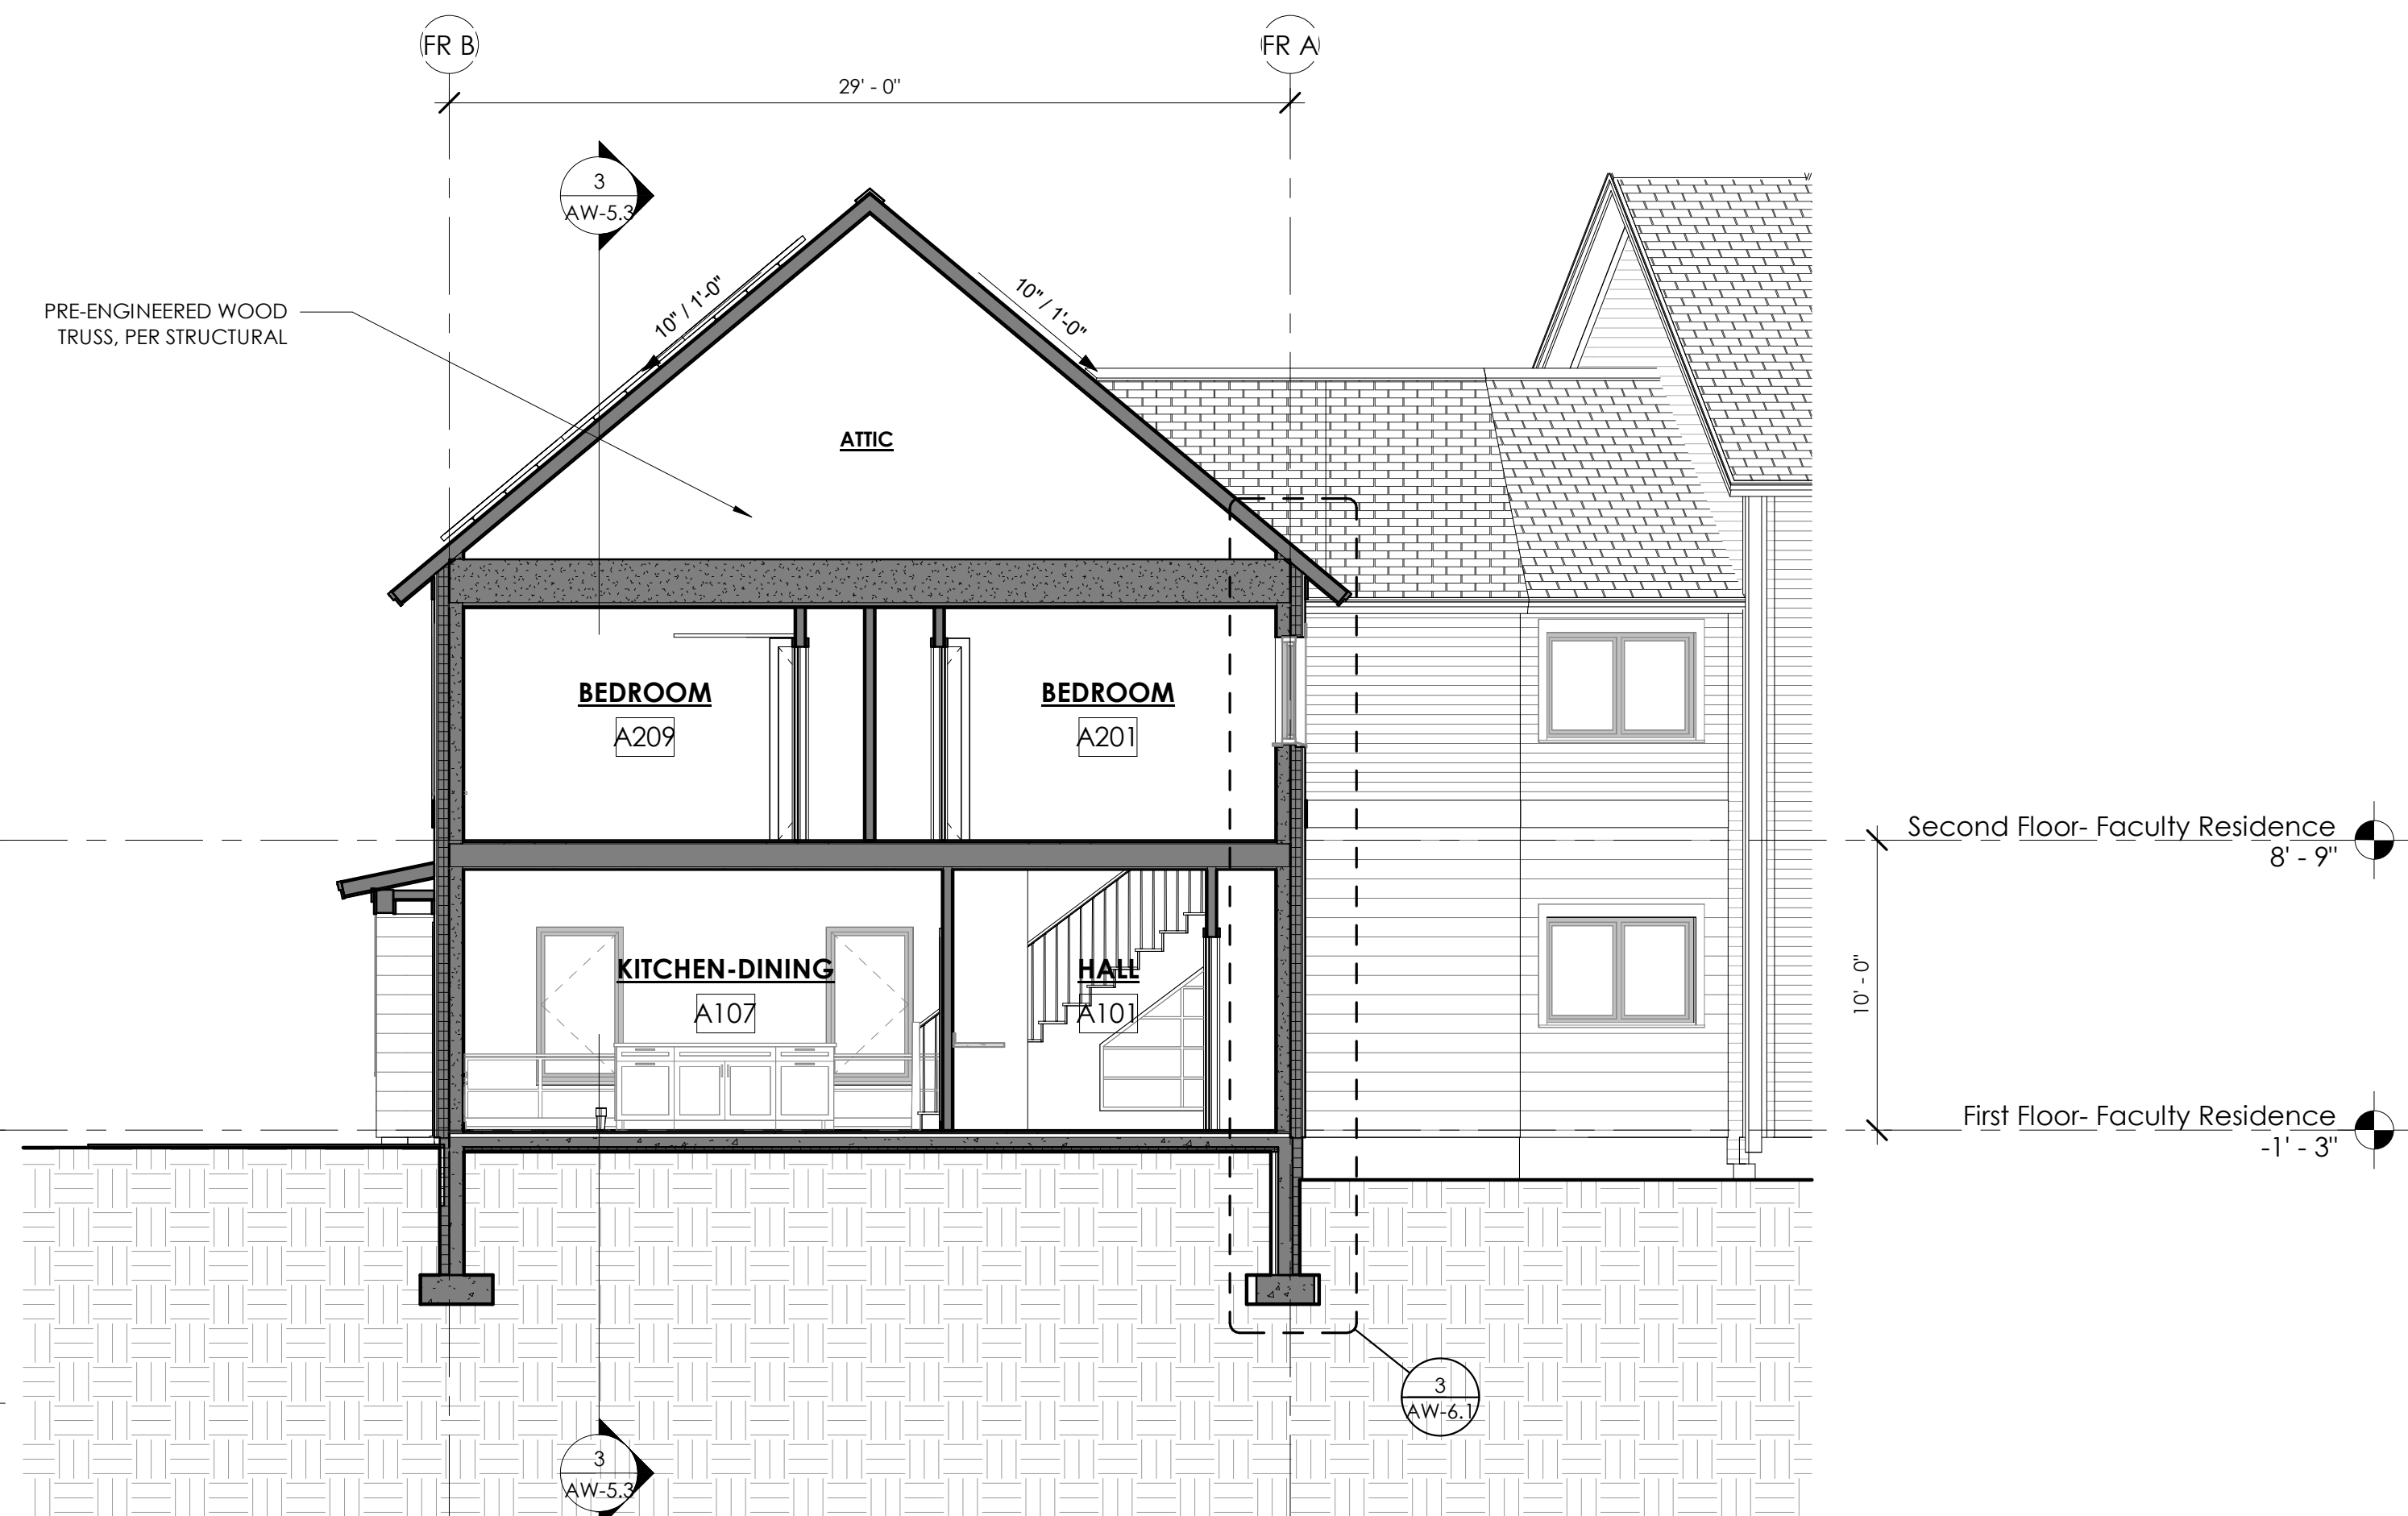 FR B
FR A
29' - 0"
3
AW-5.3
10" / 1'-0"
10" / 1'-0"
PRE-ENGINEERED WOOD
TRUSS, PER STRUCTURAL
ATTIC
BEDROOM
A209
BEDROOM
A201
Second Floor- Faculty Residence
8' - 9"
KITCHEN-DINING
A107
HALL
A101
10' - 0"
First Floor- Faculty Residence
-1' - 3"
3
AW-6.1
3
AW-5.3